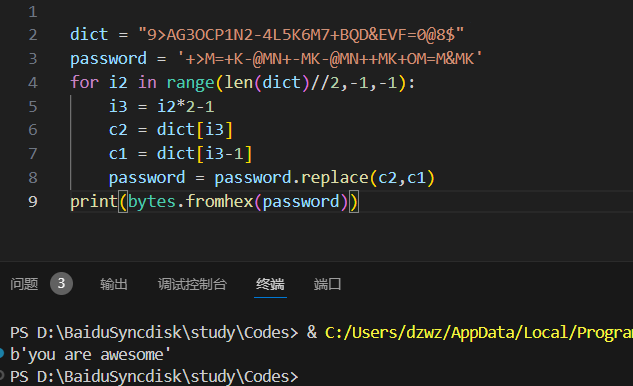 1
2 dict = "9>AG3OCP1N2-4L5K6M7+BQD&EVF=0@8$"
3 password = '+>M=+K-@MN+-MK-@MN++MK+OM=M&MK'
4 for i2 in range(len(dict)//2,-1,-1):
5 i3 = i2*2-1
6 c2 = dict[i3]
7 c1 = dict[i3-1]
8 password = password.replace(c2,c1)
9 print(bytes.fromhex(password))
问题 3 输出 调试控制台 终端 端口
PS D:\BaiduSyncdisk\study\Codes> & C:/Users/dzwz/AppData/Local/Progra
b'you are awesome'
PS D:\BaiduSyncdisk\study\Codes>